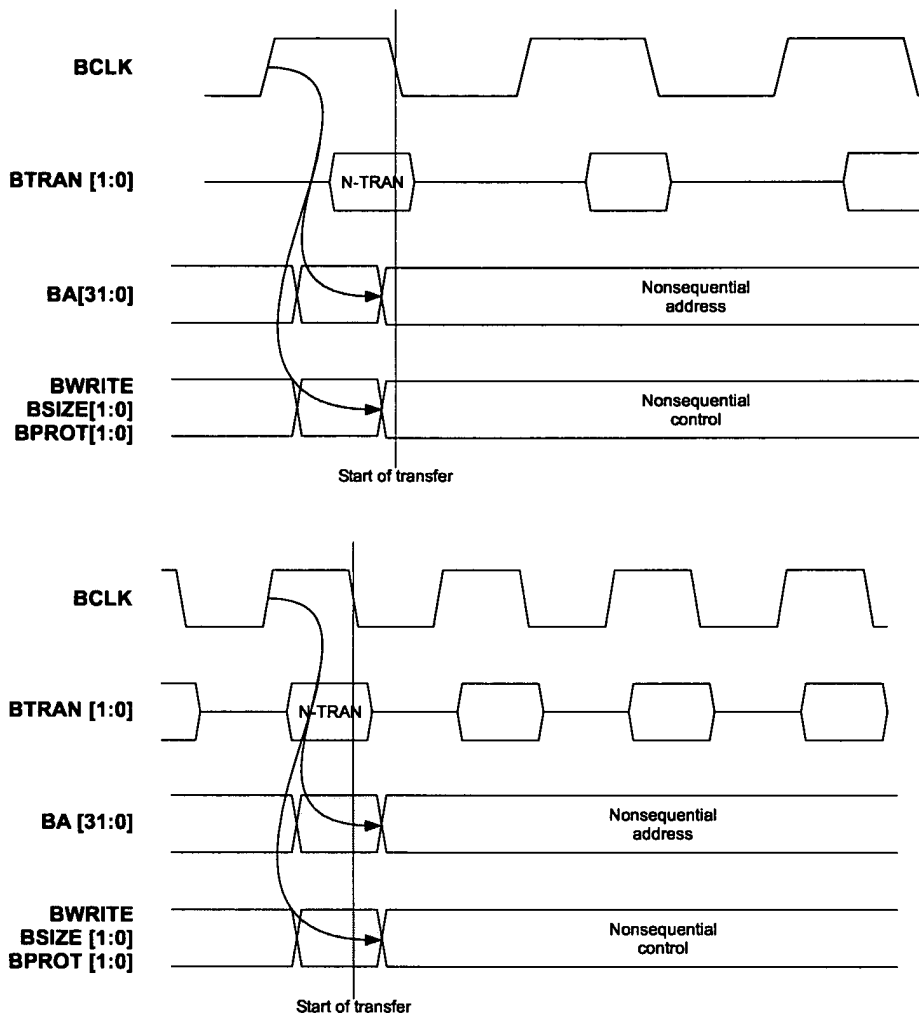 BCLK
BTRAN [1:0]
N-TRAN
BA[31:0]
Nonsequential
address
BWRITE
BSIZE[1:0]
BPROT[1:0]
Nonsequential
control
Start of transfer
BCLK
BTRAN [1:0]
N-TRAN
BA [31:0]
Nonsequential
address
BWRITE
BSIZE [1:0]
BPROT [1:0]
Nonsequential
control
Start of transfer